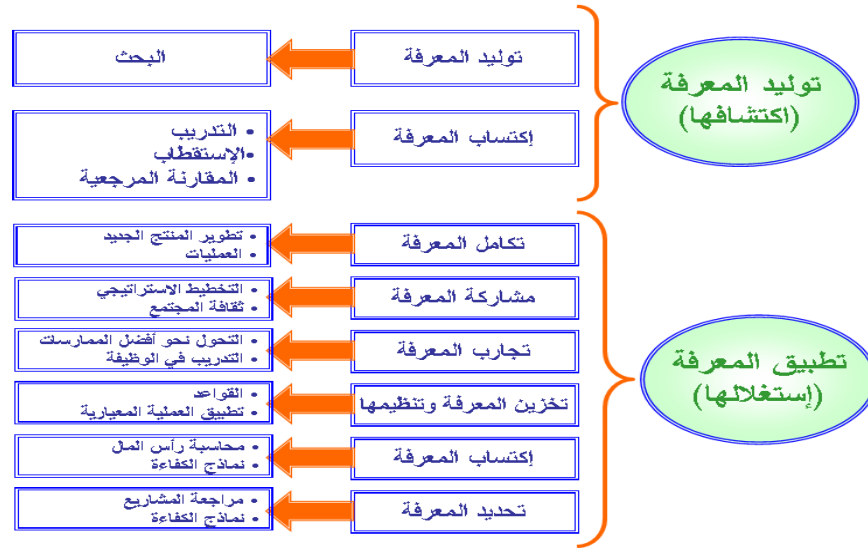 توليد المعرفة
(اكتشافها)
توليد المعرفة
البحث
إكتساب المعرفة
• التدريب
•الإستقطاب
• المقارنة المرجعية
تطبيق المعرفة
(إستغلالها)
تكامل المعرفة
• تطوير المنتج الجديد
• العمليات
مشاركة المعرفة
• التخطيط الاستراتيجي
• ثقافة المجتمع
تجارب المعرفة
• التحول نحو أفضل الممارسات
• التدريب في الوظيفة
تخزين المعرفة وتنظيمها
• القواعد
• تطبيق العملية المعيارية
إكتساب المعرفة
• محاسبة رأس المال
• نماذج الكفاءة
تحديد المعرفة
• مراجعة المشاريع
• نماذج الكفاءة